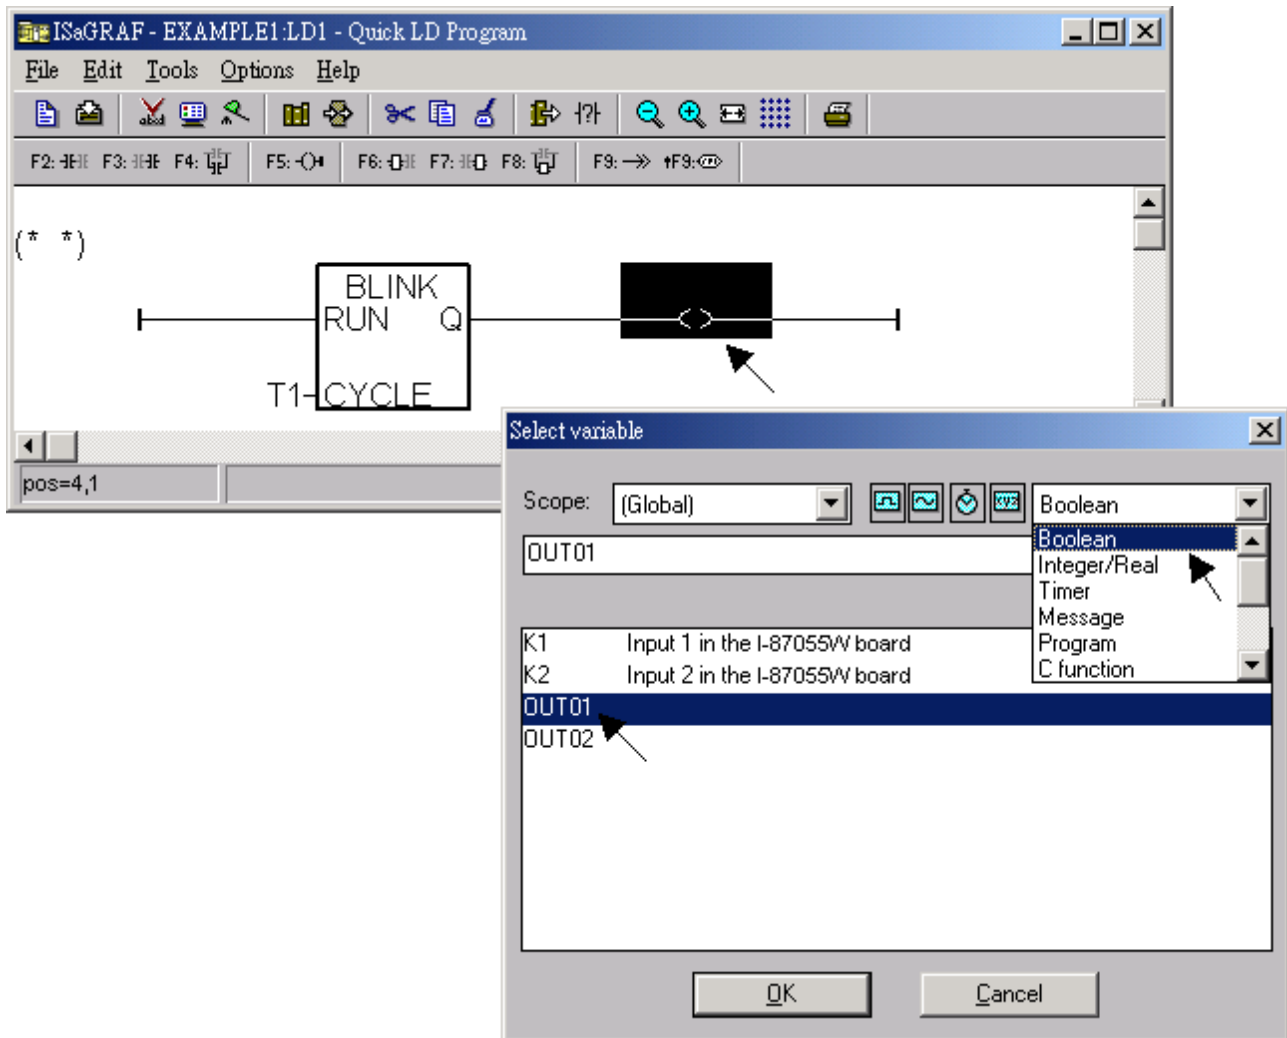 ISaGRAF - EXAMPLE1:LD1 - Quick LD Program
File Edit Tools Options Help
F2: F3: F4: F5: F6: F7: F8: F9: F9:
(* *)
BLINK
RUN Q
T1 CYCLE
pos=4,1
Select variable
Scope: (Global) xyz Boolean
OUT01
Boolean
Integer/Real
Timer
Message
Program
C function
K1 Input 1 in the I-87055W board
K2 Input 2 in the I-87055W board
OUT01
OUT02
OK Cancel